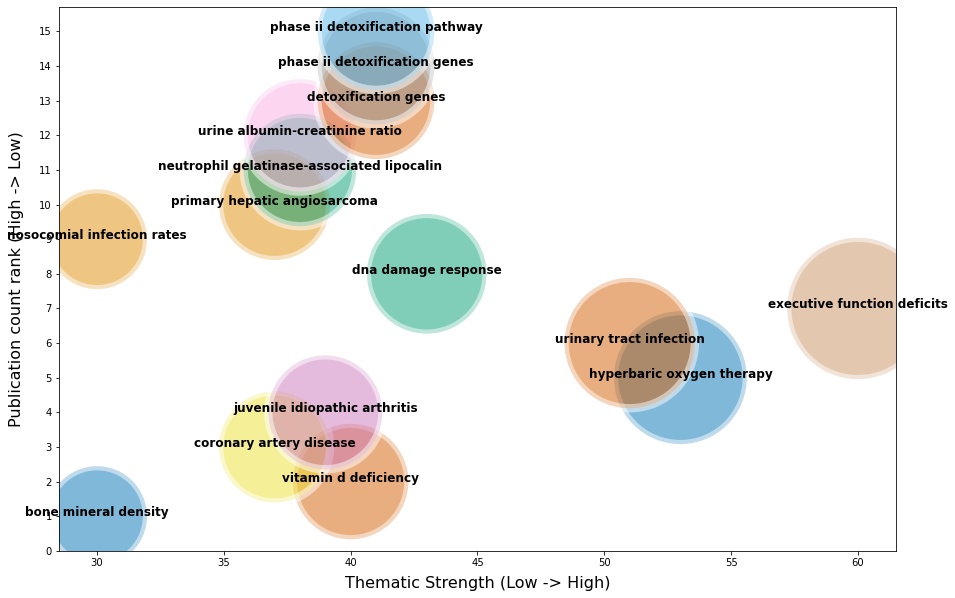 phase ii detoxification pathway
phase ii detoxification genes
detoxification genes
urine albumin-creatinine ratio
neutrophil gelatinase-associated lipocalin
primary hepatic angiosarcoma
nosocomial infection rates
dna damage response
executive function deficits
urinary tract infection
hyperbaric oxygen therapy
juvenile idiopathic arthritis
coronary artery disease
vitamin d deficiency
bone mineral density
15
14
13
12
11
10
9
8
7
6
5
4
3
2
1
0
30
35
40
45
50
55
60
Publication count rank (High -> Low)
Thematic Strength (Low -> High)